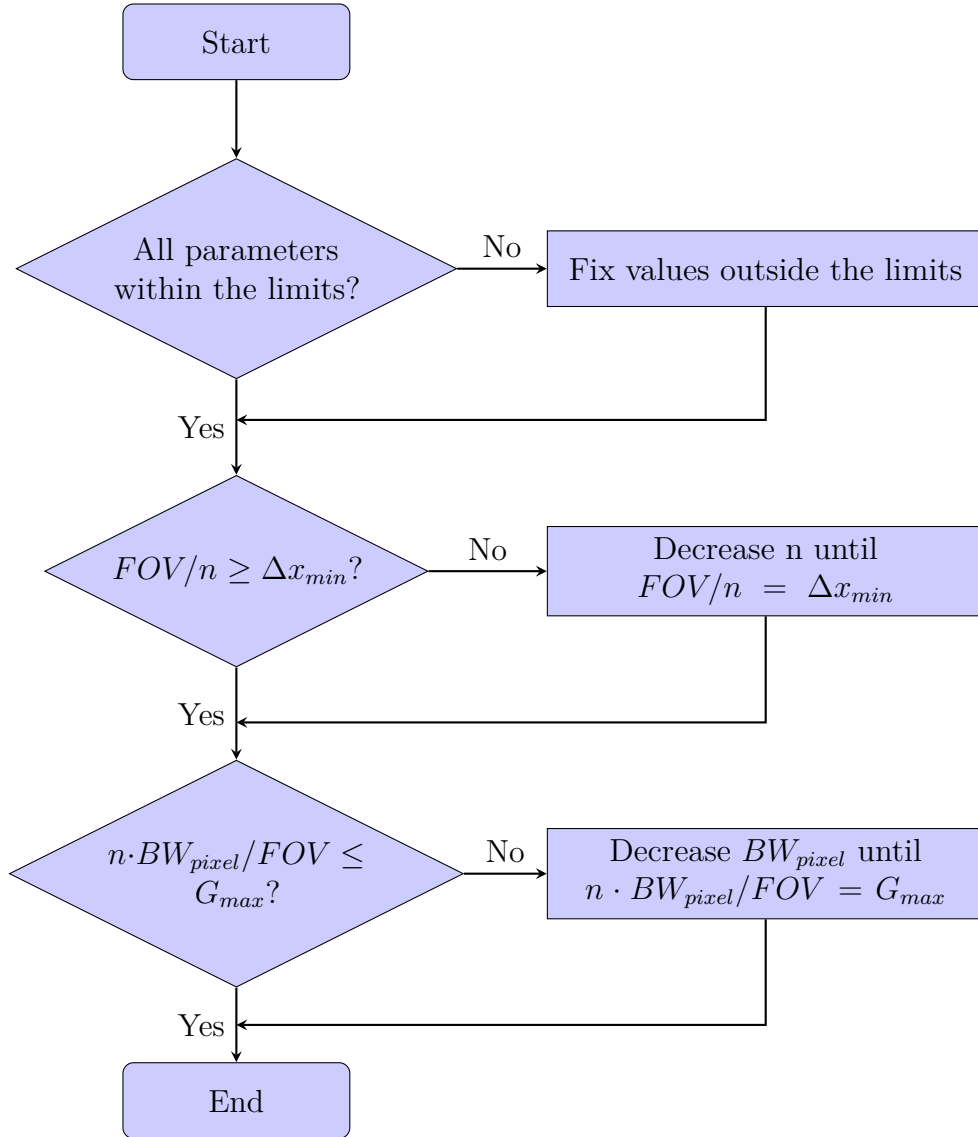 Start
All parameters
within the limits?
No
Fix values outside the limits
Yes
FOV/n ≥ Δx_min?
No
Decrease n until
FOV/n = Δx_min
Yes
n·BW_pixel/FOV ≤
G_max?
No
Decrease BW_pixel until
n · BW_pixel/FOV = G_max
Yes
End